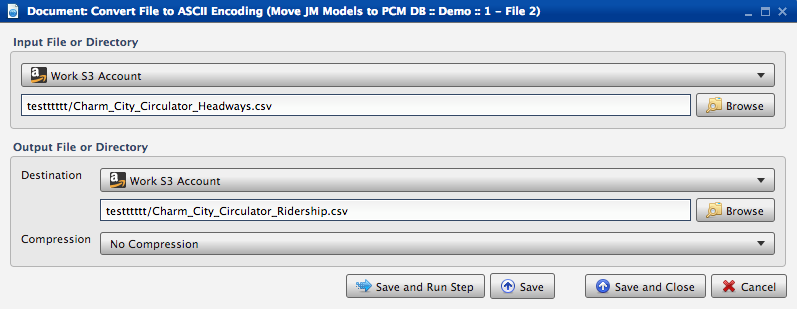 Document: Convert File to ASCII Encoding (Move JM Models to PCM DB :: Demo :: 1 - File 2)
Input File or Directory
Work S3 Account
testttttt/Charm_City_Circulator_Headways.csv
Browse
Output File or Directory
Destination
Work S3 Account
testttttt/Charm_City_Circulator_Ridership.csv
Browse
Compression
No Compression
Save and Run Step
Save
Save and Close
Cancel